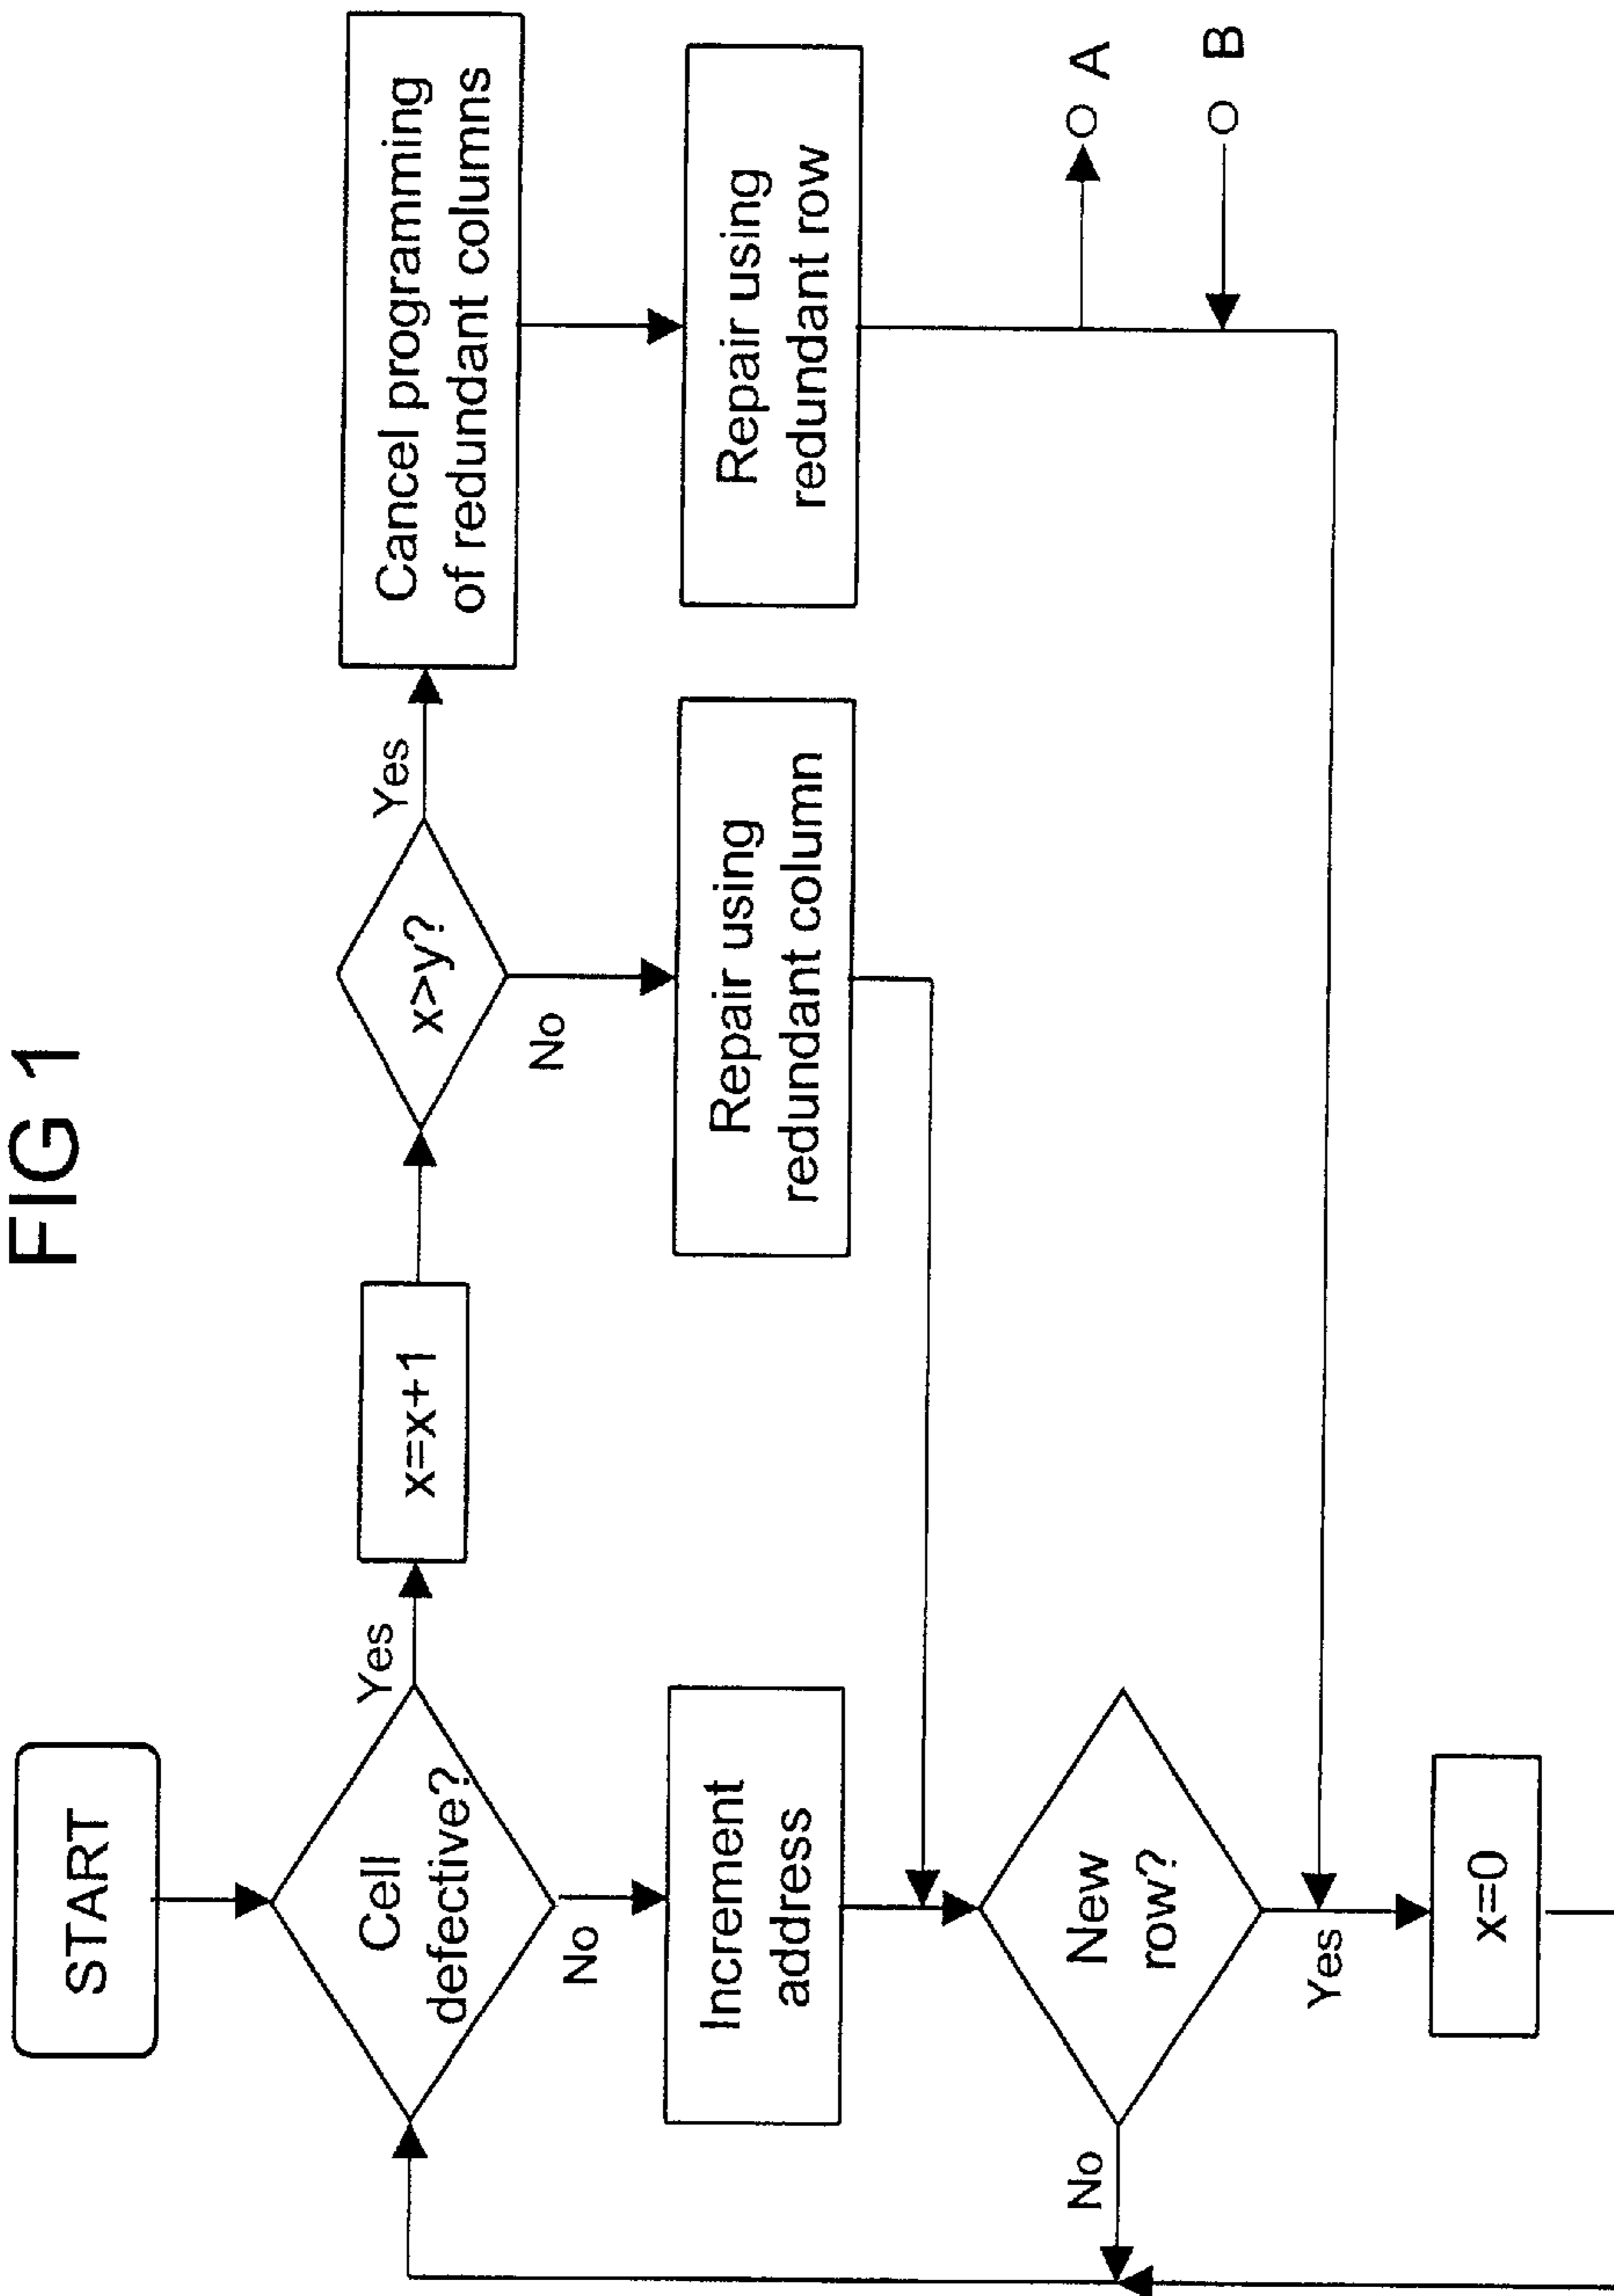 FIG 1
START
Cell
defective?
Yes
No
x=x+1
x>y?
Yes
No
Cancel programming
of redundant columns
Increment
address
Repair using
redundant column
Repair using
redundant row
A
B
New
row?
No
Yes
x=0